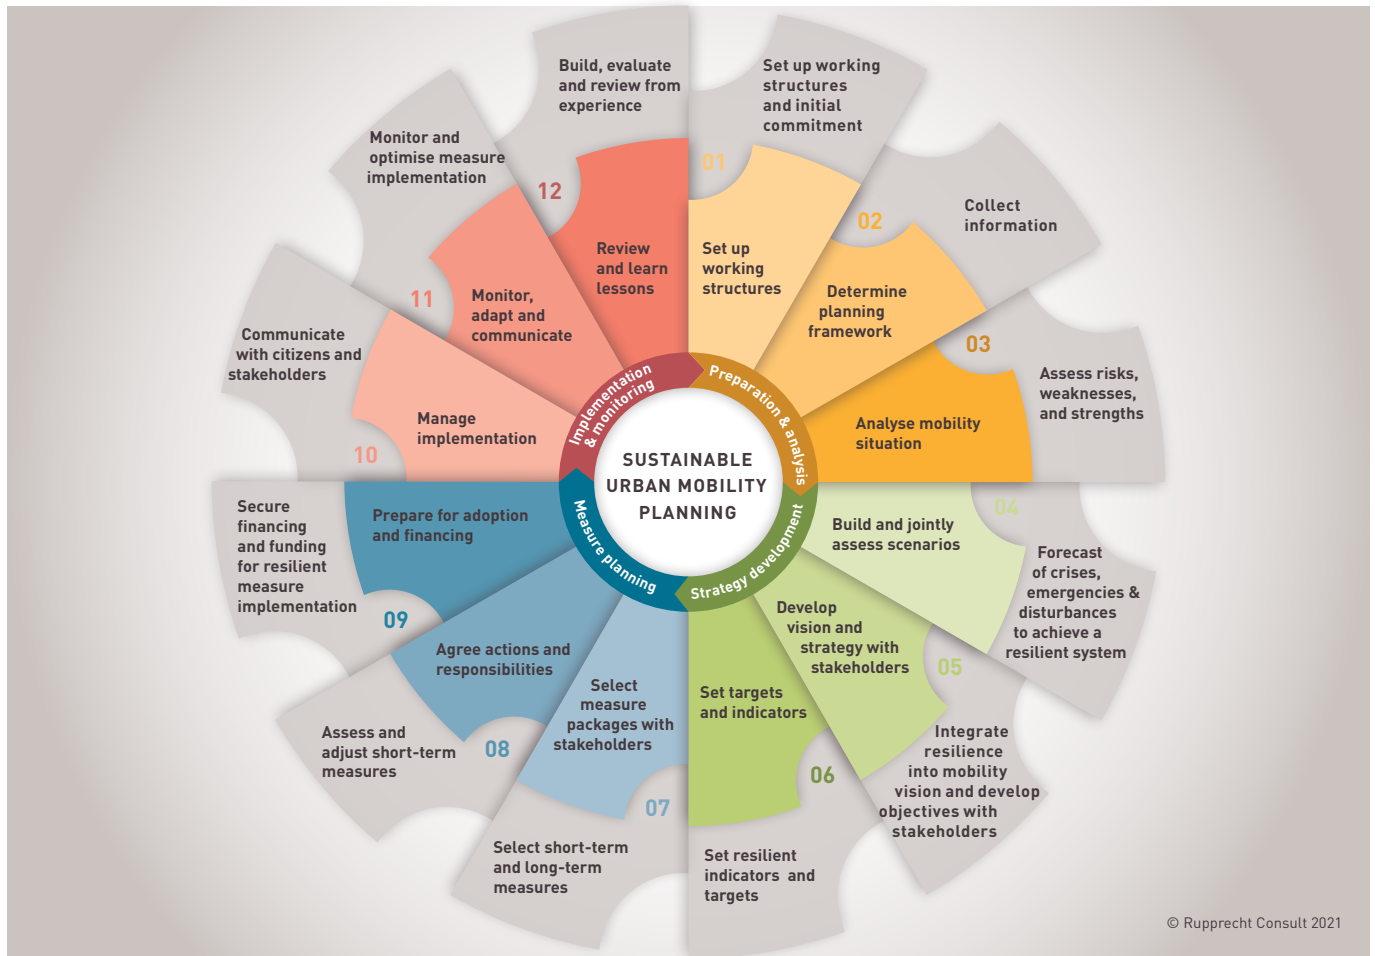 SUSTAINABLE
URBAN MOBILITY
PLANNING
Preparation & analysis
Strategy development
Measure planning
Implementation
& monitoring
Set up working
structures
and initial
commitment
01
Set up
working
structures
Collect
information
02
Determine
planning
framework
Assess risks,
weaknesses,
and strengths
03
Analyse mobility
situation
04
Build and jointly
assess scenarios
Forecast
of crises,
emergencies &
disturbances
to achieve a
resilient system
Develop
vision and
strategy with
stakeholders
05
Integrate
resilience
into mobility
vision and develop
objectives with
stakeholders
Set targets
and indicators
06
Set resilient
indicators and
targets
Select
measure
packages with
stakeholders
07
Select short-term
and long-term
measures
Agree actions and
responsibilities
08
Assess and
adjust short-term
measures
Prepare for adoption
and financing
09
Secure
financing
and funding
for resilient
measure
implementation
Communicate
with citizens and
stakeholders
10
Manage
implementation
Monitor and
optimise measure
implementation
11
Monitor,
adapt and
communicate
Build, evaluate
and review from
experience
12
Review
and learn
lessons
© Rupprecht Consult 2021